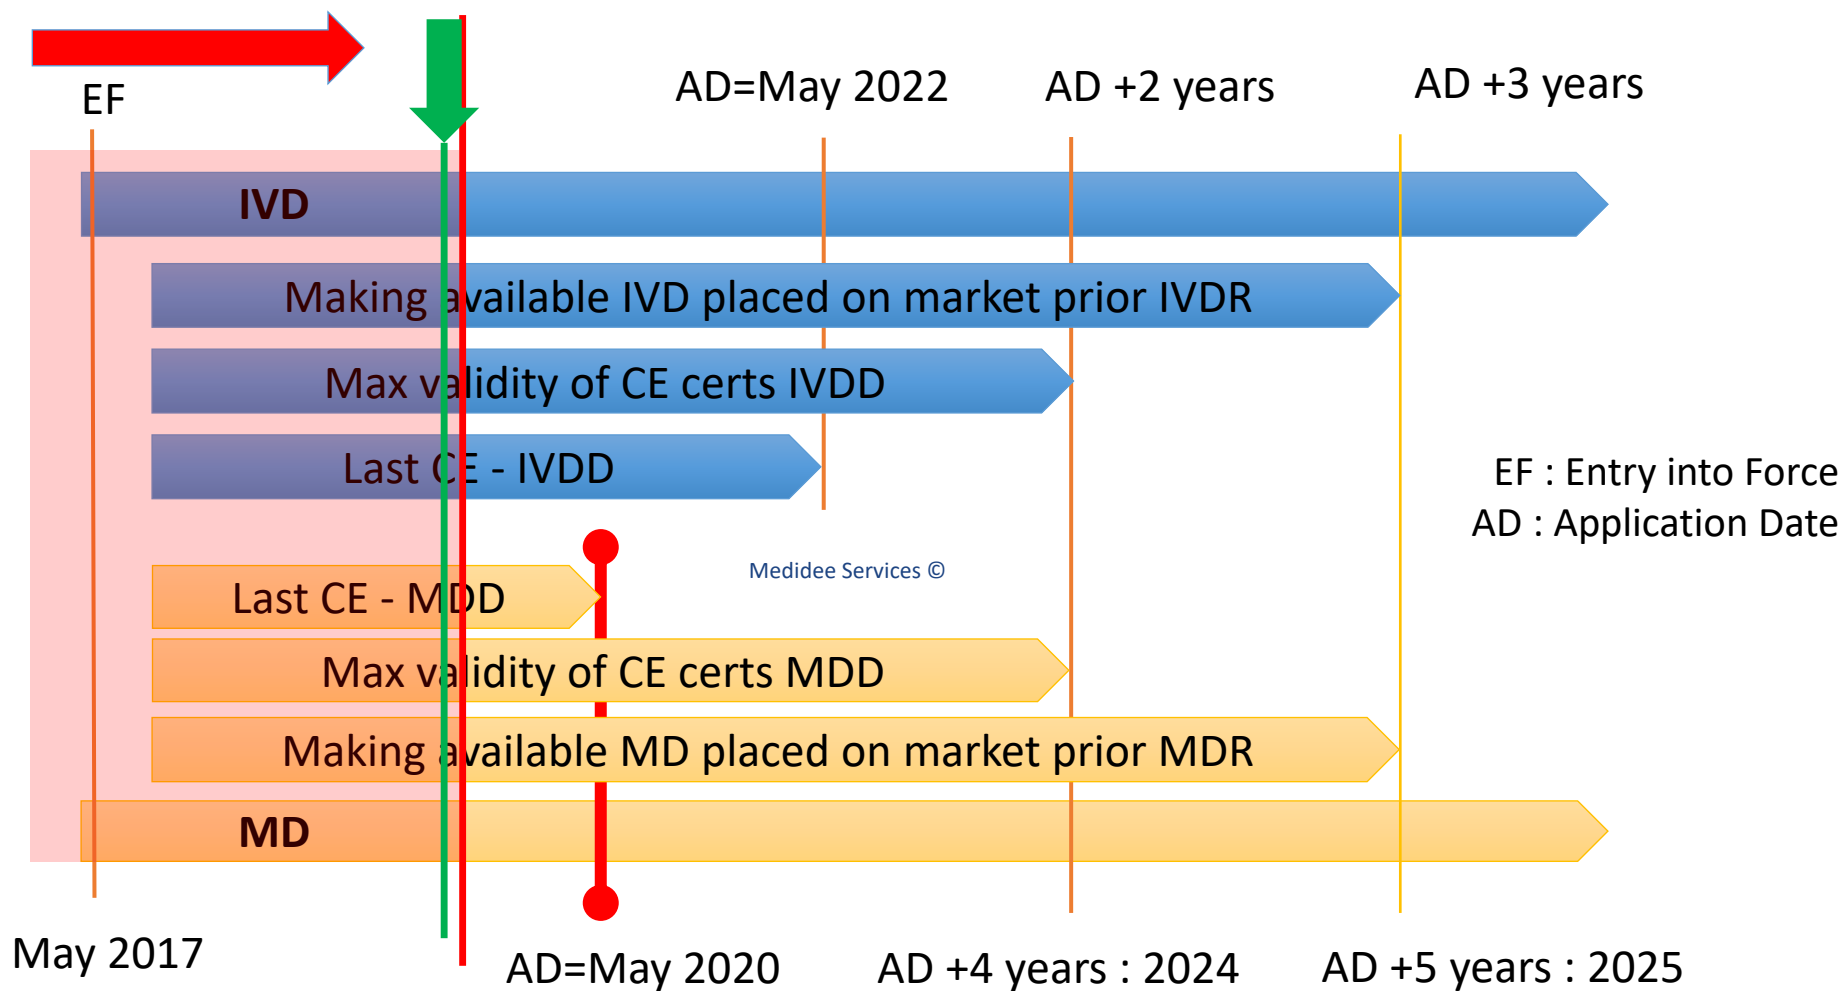 EF
AD=May 2022
AD +2 years
AD +3 years
IVD
Making available IVD placed on market prior IVDR
Max validity of CE certs IVDD
Last CE - IVDD
EF : Entry into Force
AD : Application Date
Medidee Services ©
Last CE - MDD
Max validity of CE certs MDD
Making available MD placed on market prior MDR
MD
May 2017
AD=May 2020
AD +4 years : 2024
AD +5 years : 2025